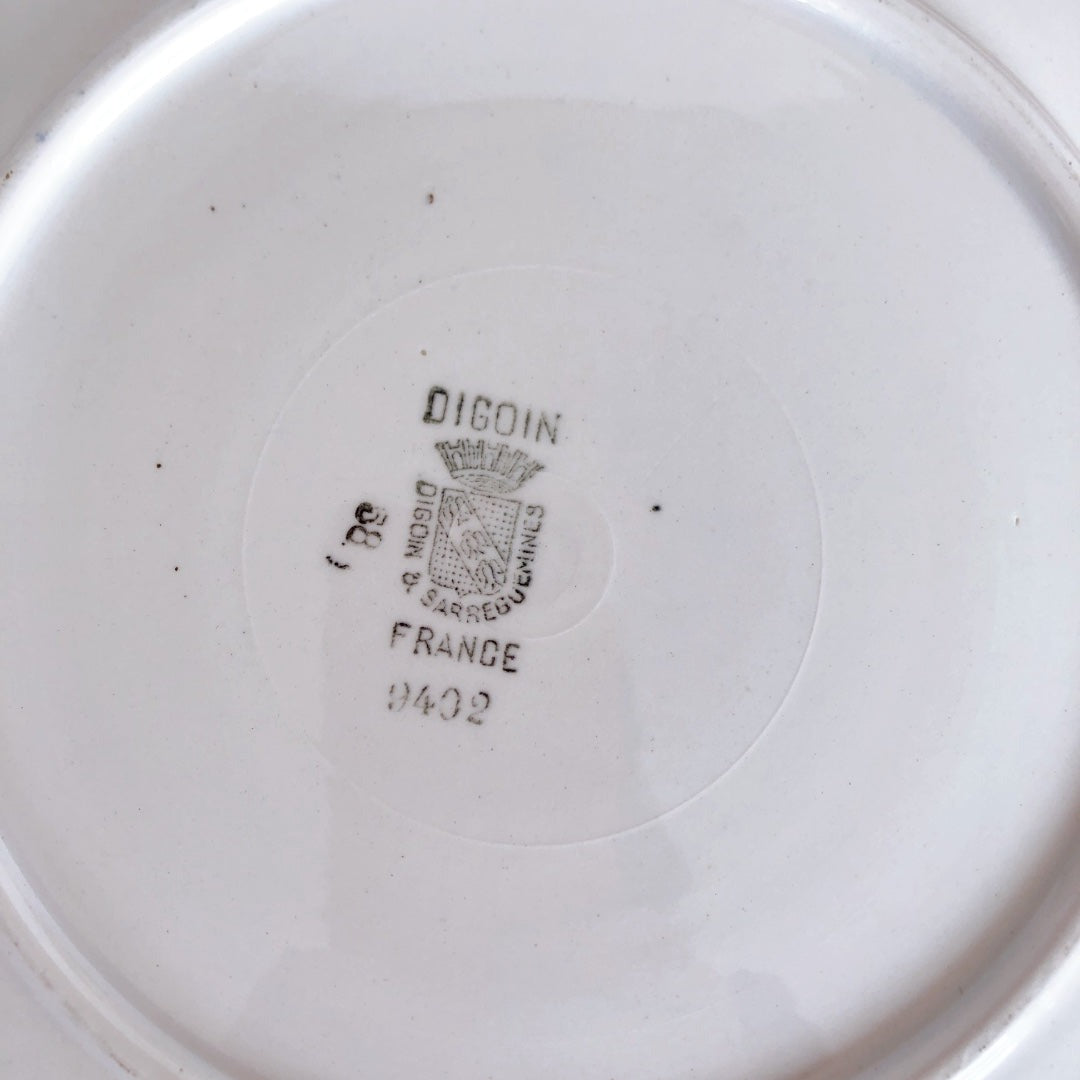 DIGOIN
DIGOIN & SARREGUEMINES
FRANCE
9402